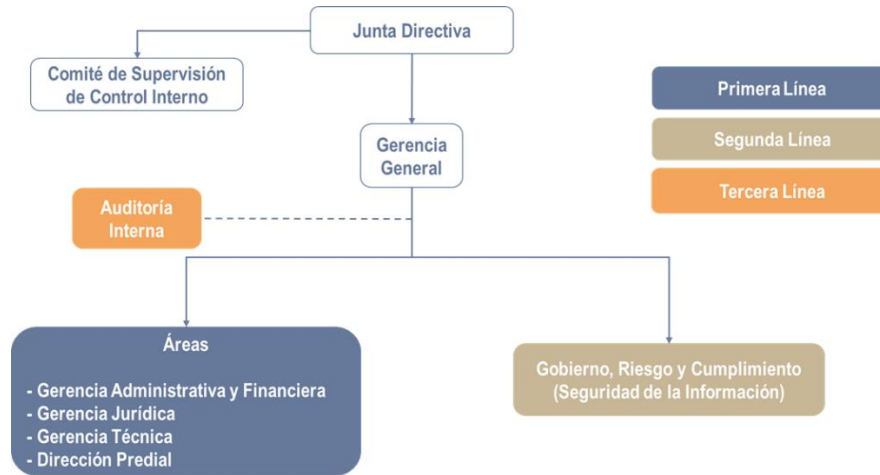 Junta Directiva
Comité de Supervisión
de Control Interno
Primera Línea
Segunda Línea
Tercera Línea
Gerencia
General
Auditoría
Interna
Áreas
- Gerencia Administrativa y Financiera
- Gerencia Jurídica
- Gerencia Técnica
- Dirección Predial
Gobierno, Riesgo y Cumplimiento
(Seguridad de la Información)